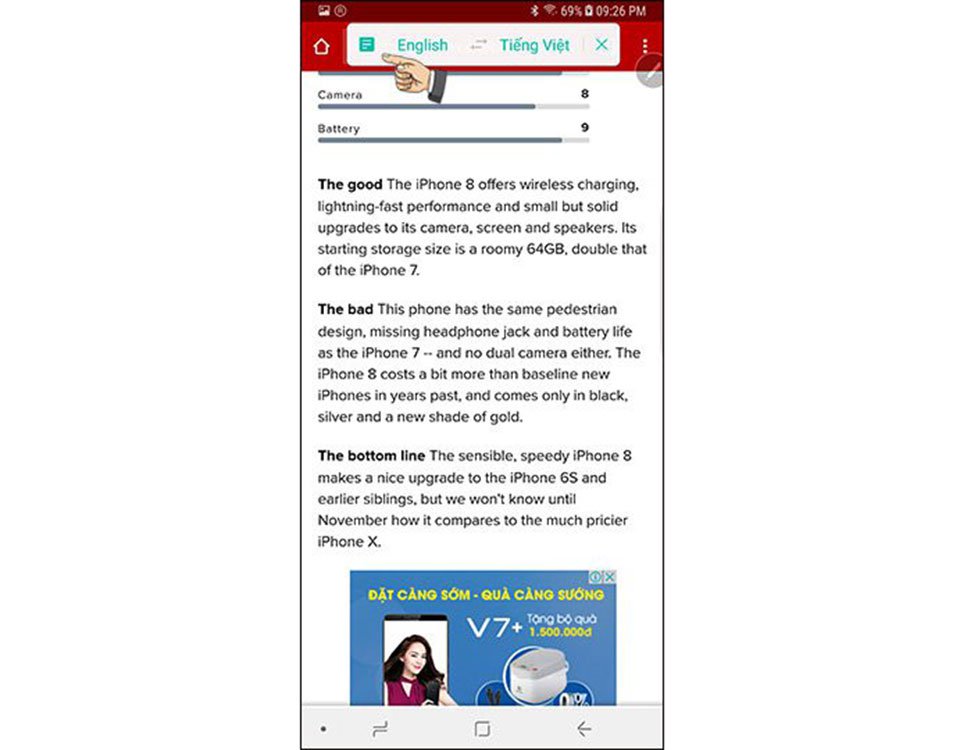 69% 09:26 PM
English Tiếng Việt
Camera 8
Battery 9
The good The iPhone 8 offers wireless charging,
lightning-fast performance and small but solid
upgrades to its camera, screen and speakers. Its
starting storage size is a roomy 64GB, double that
of the iPhone 7.
The bad This phone has the same pedestrian
design, missing headphone jack and battery life
as the iPhone 7 -- and no dual camera either. The
iPhone 8 costs a bit more than baseline new
iPhones in years past, and comes only in black,
silver and a new shade of gold.
The bottom line The sensible, speedy iPhone 8
makes a nice upgrade to the iPhone 6S and
earlier siblings, but we won't know until
November how it compares to the much pricier
iPhone X.
ĐẶT CÀNG SỚM - QUÀ CÀNG SƯỚNG
V7+ Tặng bộ quà
1.500.000đ